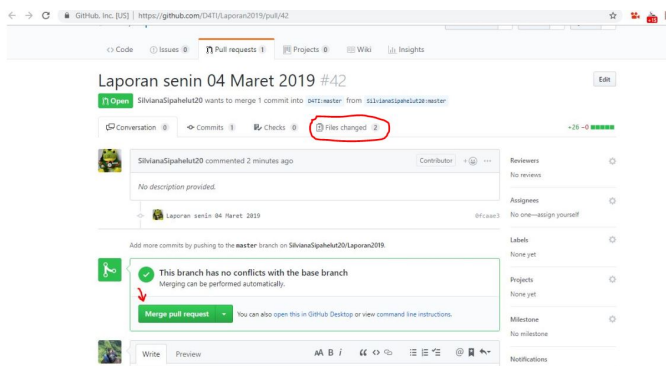 GitHub, Inc. [US] | https://github.com/D4TI/Laporan2019/pull/42
Code Issues 0 Pull requests 1 Projects 0 Wiki Insights
Laporan senin 04 Maret 2019 #42
Edit
Open SilvianaSipahelut20 wants to merge 1 commit into D4TI:master from SilvianaSipahelut20:master
Conversation 0 Commits 1 Checks 0 Files changed 2 +26 −0
SilvianaSipahelut20 commented 2 minutes ago Contributor
No description provided.
Laporan senin 04 Maret 2019
Add more commits by pushing to the master branch on SilvianaSipahelut20/Laporan2019.
This branch has no conflicts with the base branch
Merging can be performed automatically.
Merge pull request You can also open this in GitHub Desktop or view command line instructions.
Write Preview
Reviewers
No reviews
Assignees
No one—assign yourself
Labels
None yet
Projects
None yet
Milestone
No milestone
Notifications